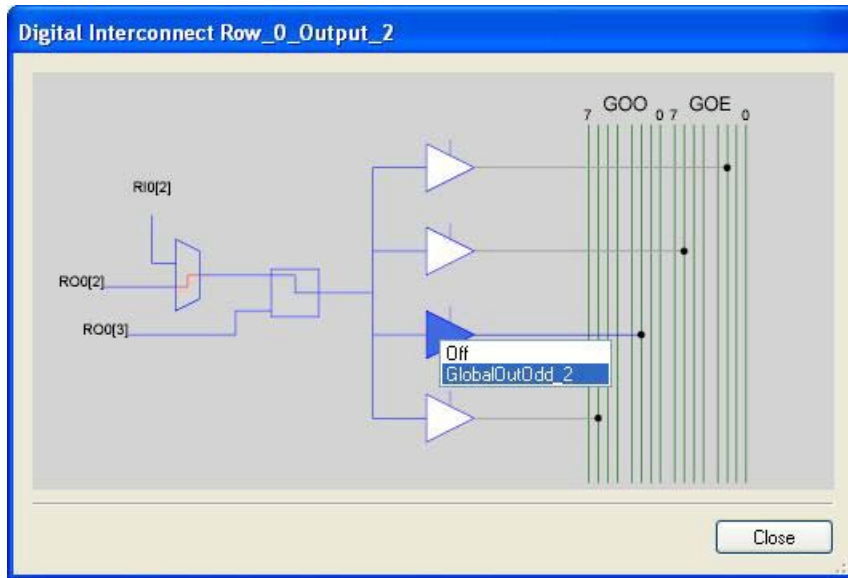 Digital Interconnect Row_0_Output_2
7 GOO 0 7 GOE 0
RI0[2]
RO0[2]
RO0[3]
Off
GlobalOutOdd_2
Close